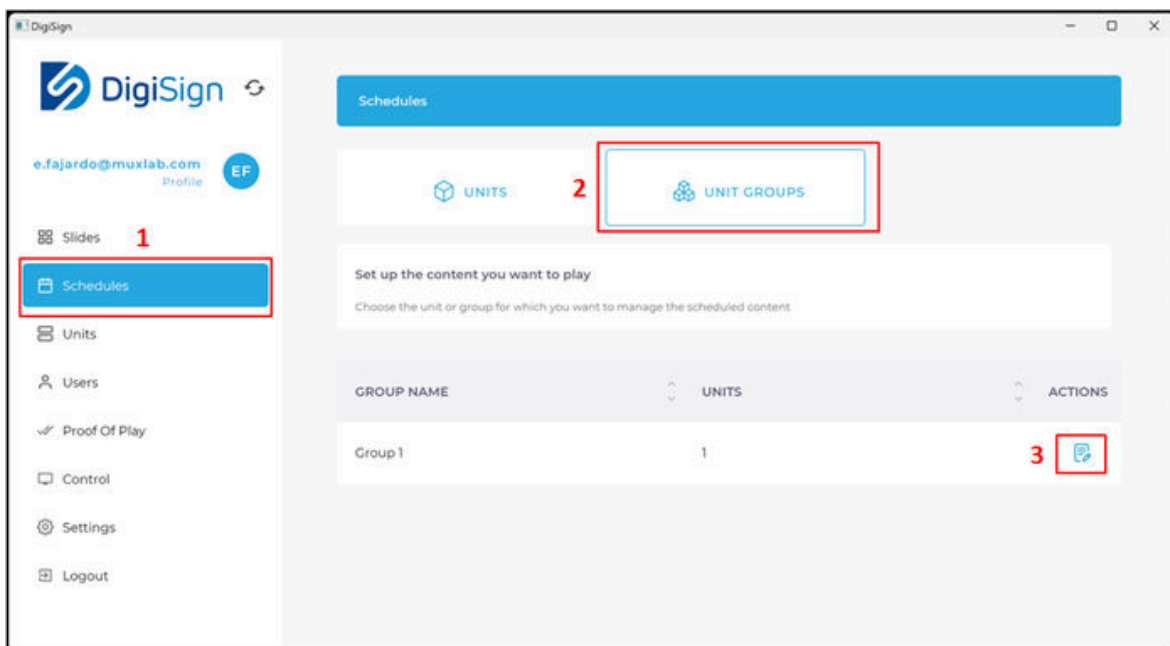 DigiSign
DigiSign
e.fajardo@muxlab.com
Profile
EF
Slides
1
Schedules
Units
Users
Proof Of Play
Control
Settings
Logout
Schedules
UNITS
2
UNIT GROUPS
Set up the content you want to play
Choose the unit or group for which you want to manage the scheduled content
GROUP NAME UNITS ACTIONS
Group 1 1 3